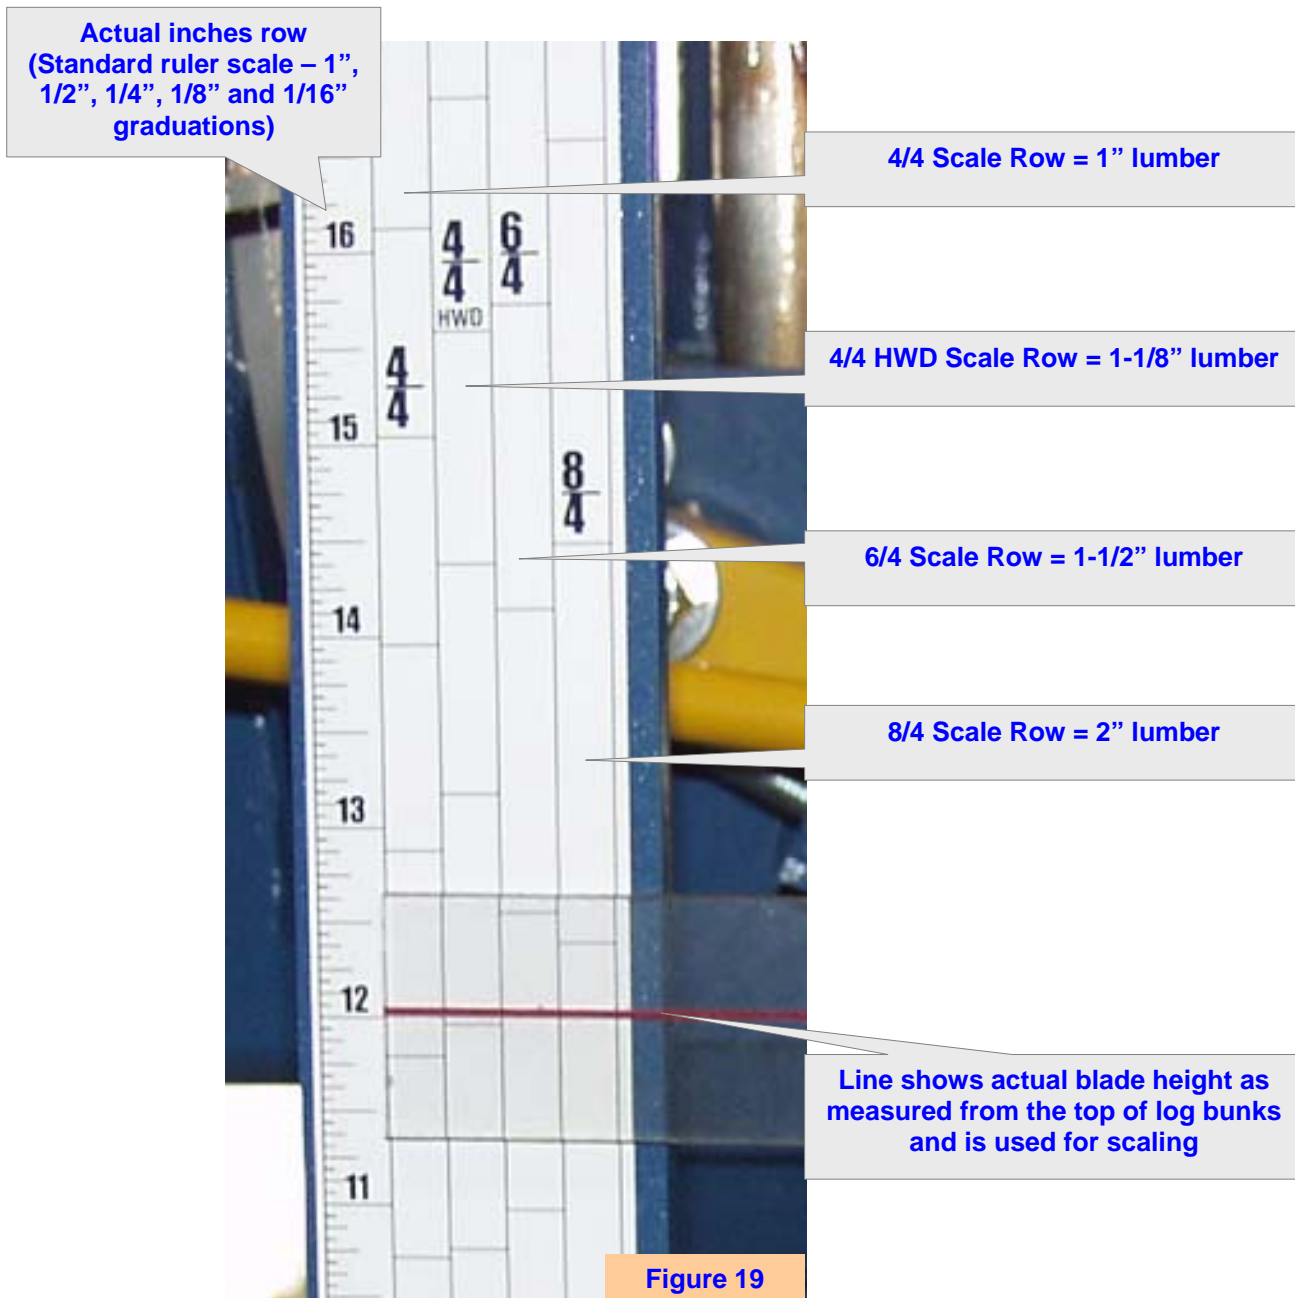 Actual inches row
(Standard ruler scale – 1”,
1/2”, 1/4”, 1/8” and 1/16”
graduations)
4/4 Scale Row = 1” lumber
16
4
4
HWD
6
4
4/4 HWD Scale Row = 1-1/8” lumber
4
4
15
8
4
6/4 Scale Row = 1-1/2” lumber
14
8/4 Scale Row = 2” lumber
13
12
Line shows actual blade height as
measured from the top of log bunks
and is used for scaling
11
Figure 19